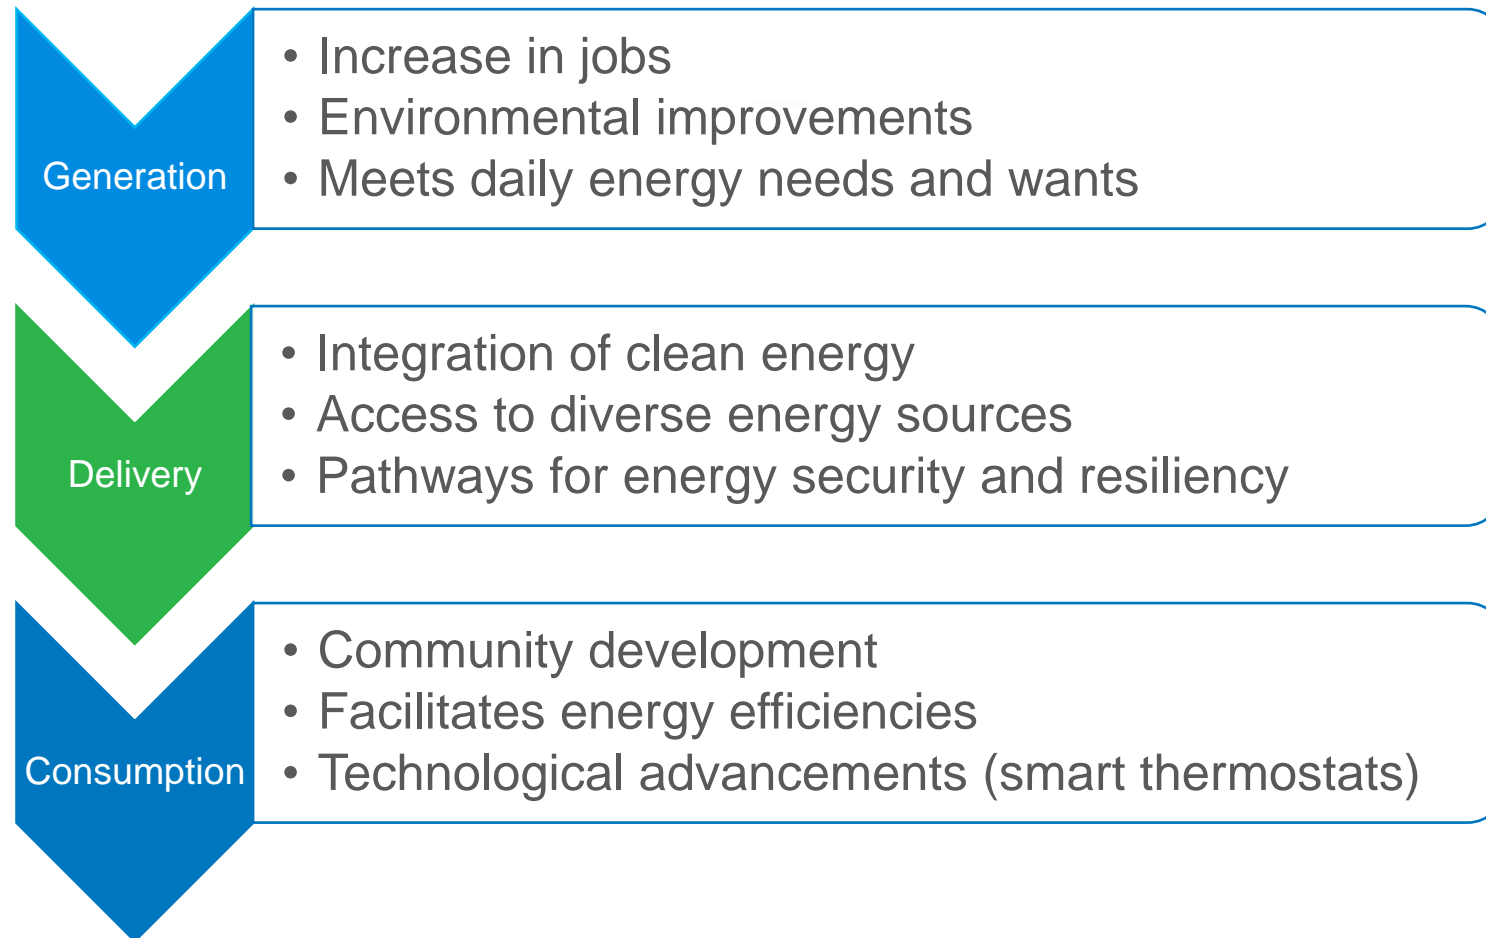 Generation
• Increase in jobs
• Environmental improvements
• Meets daily energy needs and wants
Delivery
• Integration of clean energy
• Access to diverse energy sources
• Pathways for energy security and resiliency
Consumption
• Community development
• Facilitates energy efficiencies
• Technological advancements (smart thermostats)